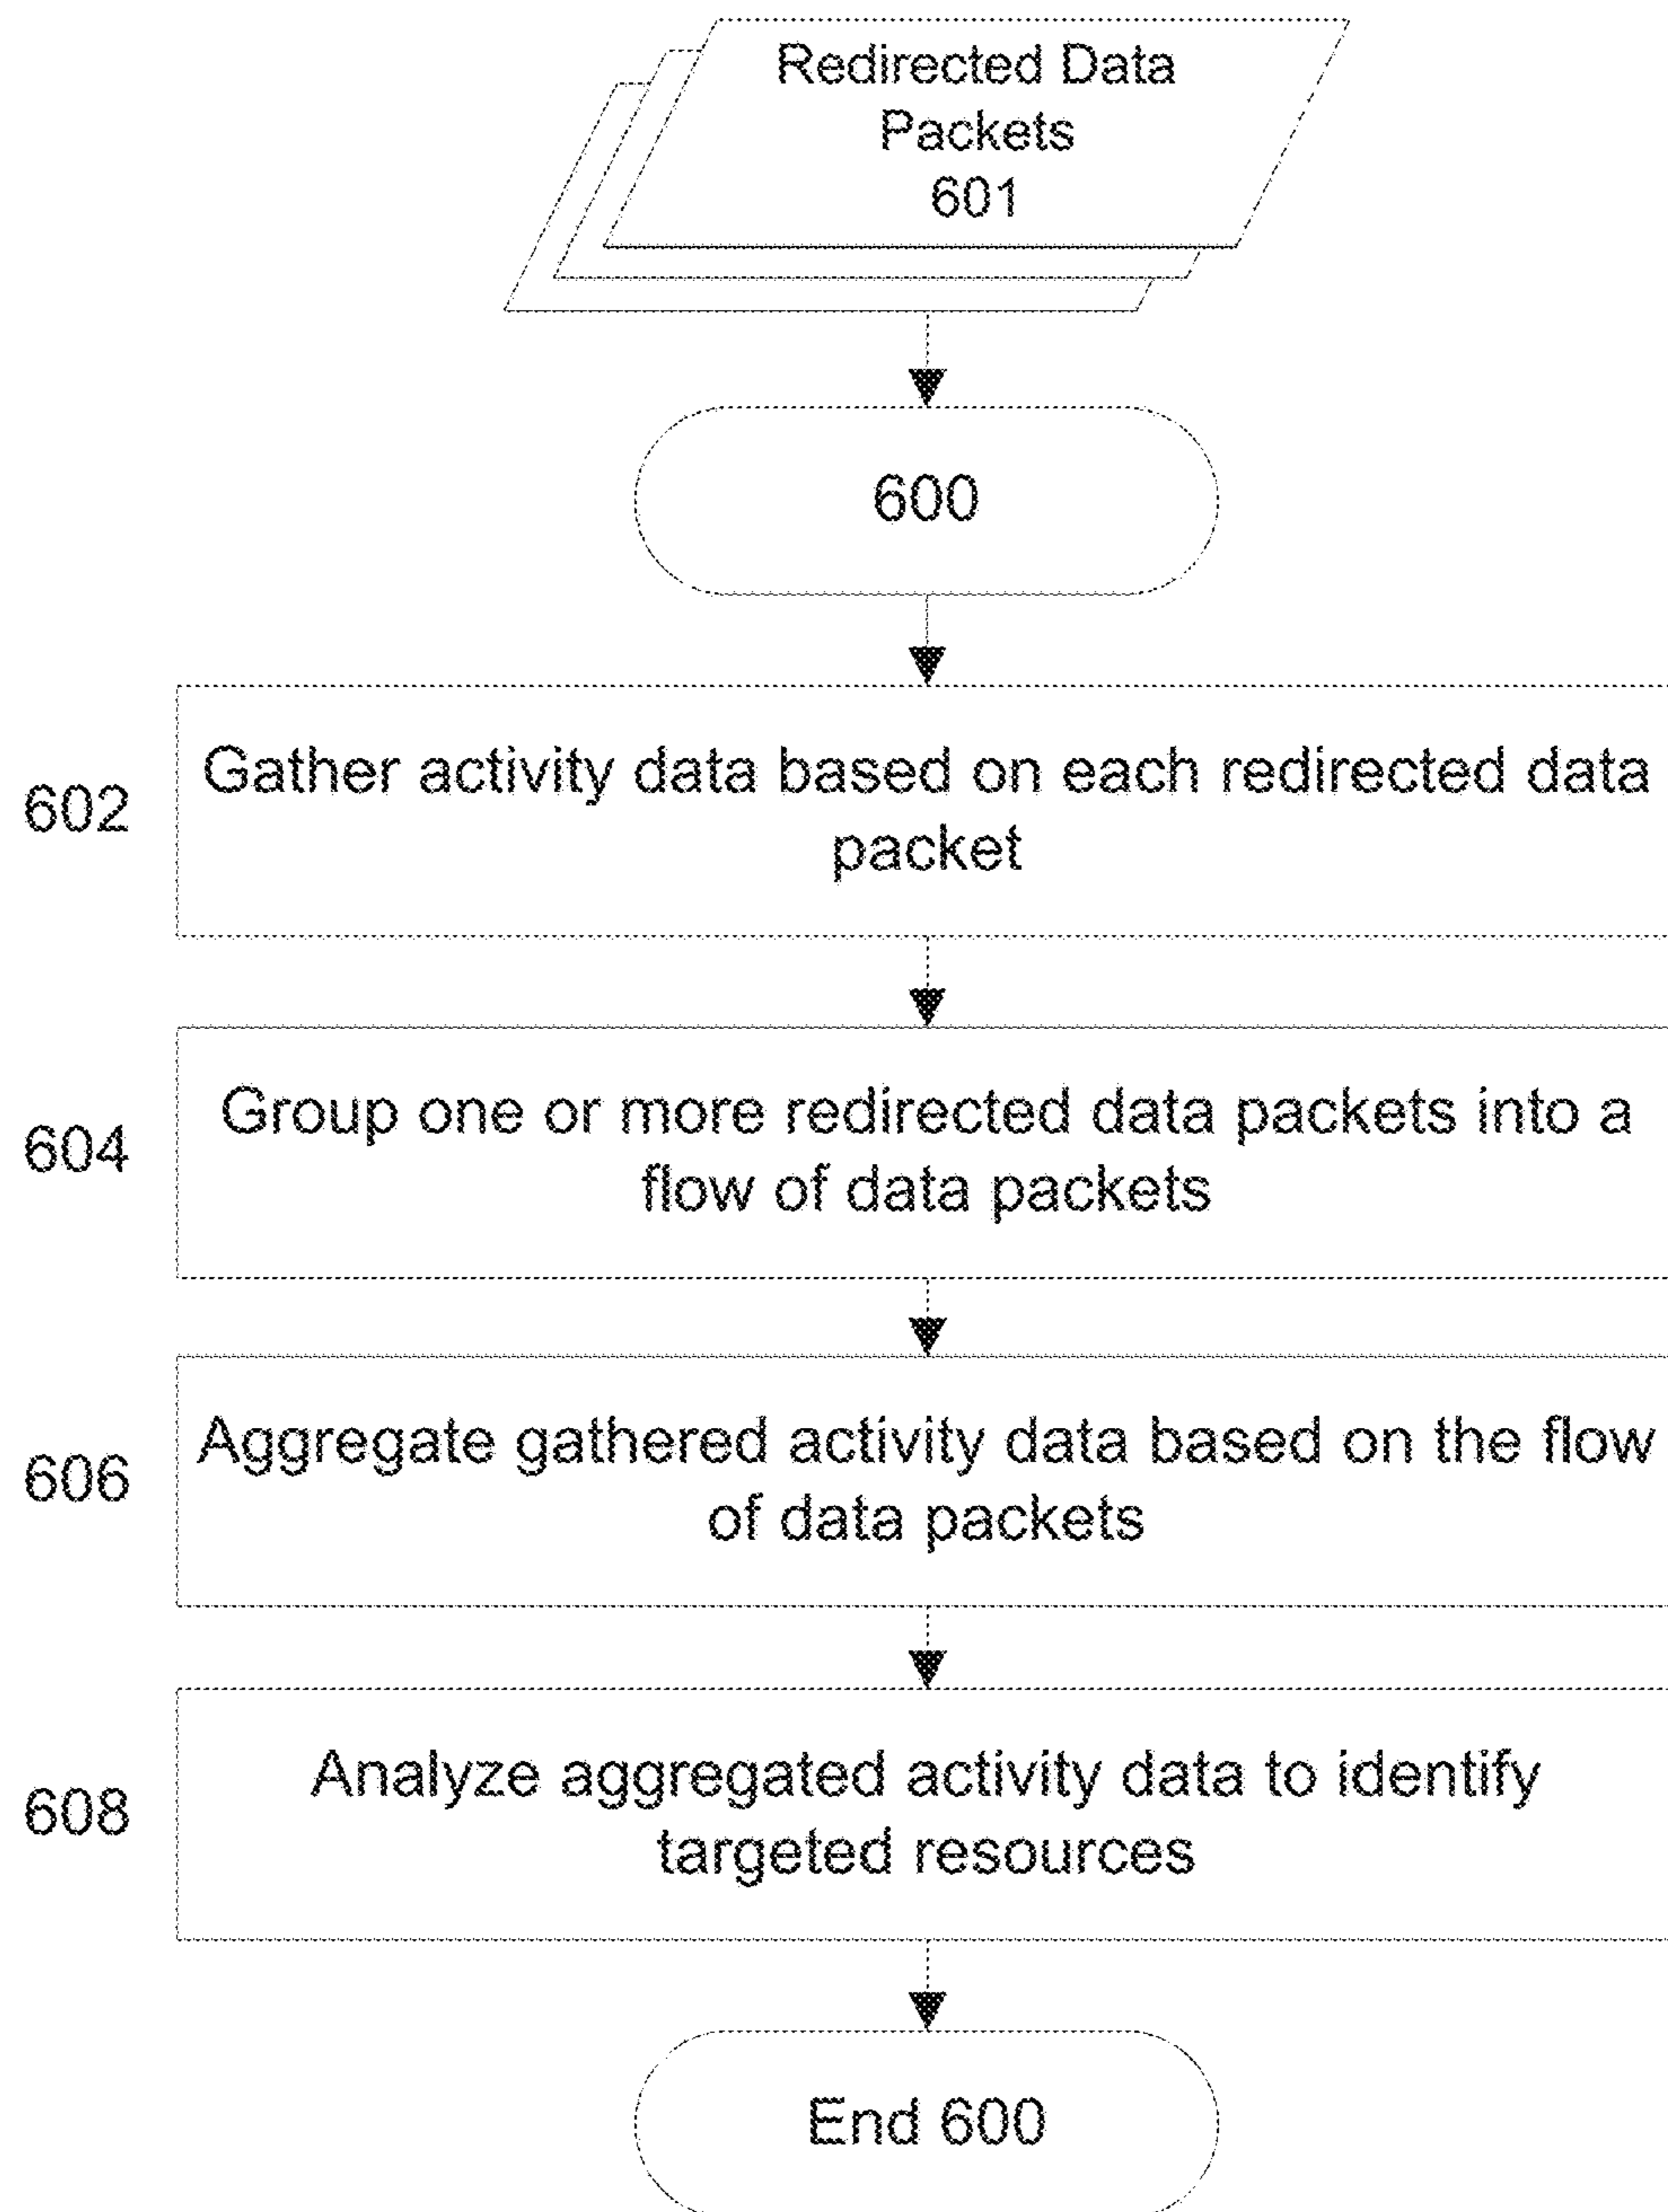 Redirected Data
Packets
601
600
602
Gather activity data based on each redirected data
packet
604
Group one or more redirected data packets into a
flow of data packets
606
Aggregate gathered activity data based on the flow
of data packets
608
Analyze aggregated activity data to identify
targeted resources
End 600